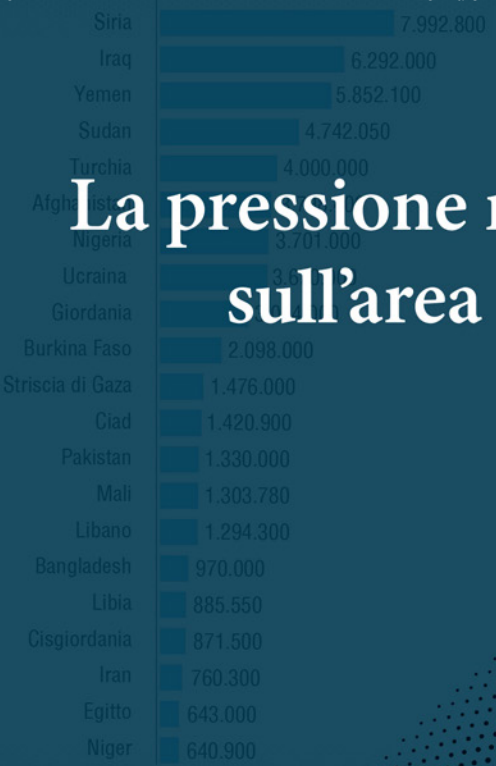 Siria 7.992.800
Iraq 6.292.000
Yemen 5.852.100
Sudan 4.742.050
Turchia 4.000.000
La pressione
Nigeria 3.701.000
Ucraina
sull’area
Giordania
Burkina Faso 2.098.000
Striscia di Gaza 1.476.000
Ciad 1.420.900
Pakistan 1.330.000
Mali 1.303.780
Libano 1.294.300
Bangladesh 970.000
Libia 885.550
Cisgiordania 871.500
Iran 760.300
Egitto 643.000
Niger 640.900